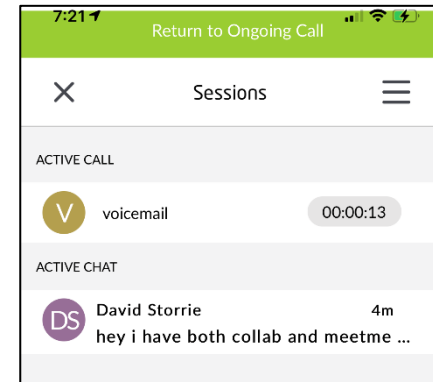 7:21
Return to Ongoing Call
Sessions
ACTIVE CALL
V
voicemail
00:00:13
ACTIVE CHAT
DS
David Storrie
4m
hey i have both collab and meetme ...